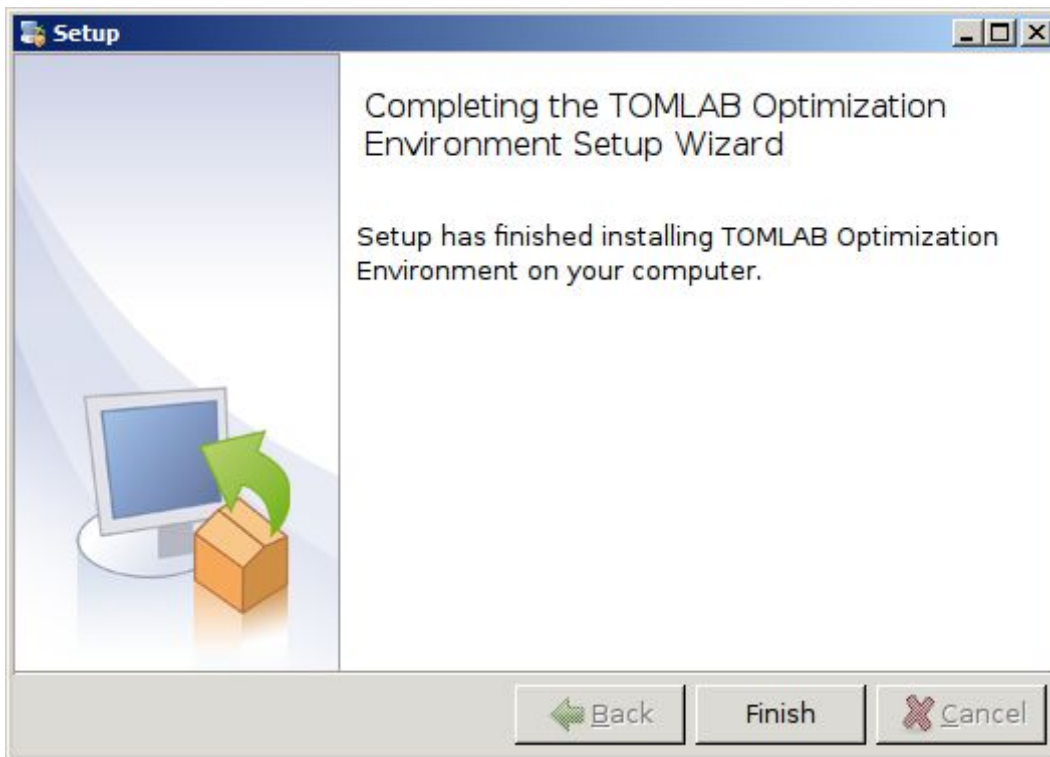 Setup
Completing the TOMLAB Optimization
Environment Setup Wizard
Setup has finished installing TOMLAB Optimization
Environment on your computer.
Back
Finish
Cancel